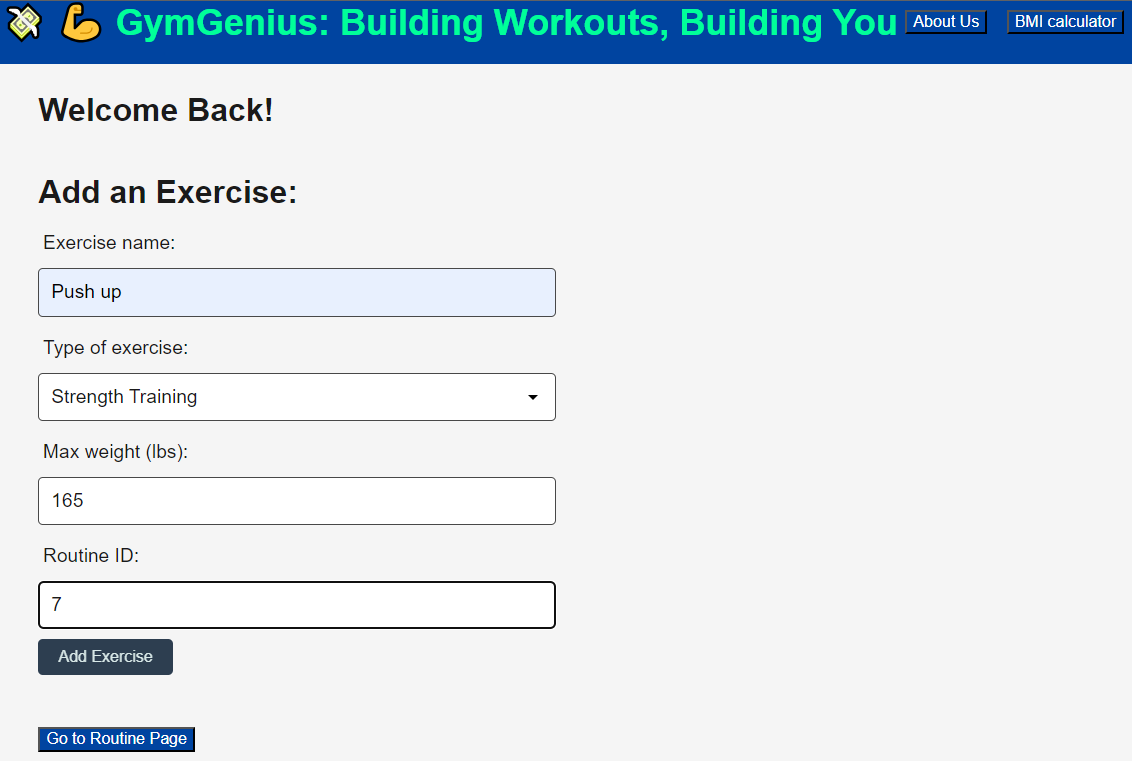 GymGenius: Building Workouts, Building You About Us BMI calculator
Welcome Back!
Add an Exercise:
Exercise name:
Push up
Type of exercise:
Strength Training
Max weight (lbs):
165
Routine ID:
7
Add Exercise
Go to Routine Page